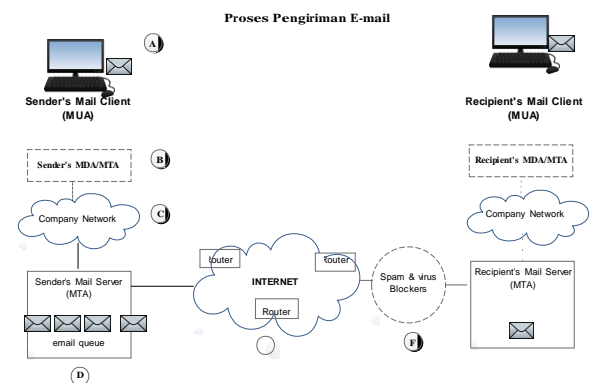 Proses Pengiriman E-mail
A
Sender's Mail Client
(MUA)
Recipient's Mail Client
(MUA)
B
Sender's MDA/MTA
Recipient's MDA/MTA
C
Company Network
Company Network
Router
Router
INTERNET
Router
Spam & virus
Blockers
Sender's Mail Server
(MTA)
email queue
Recipient's Mail Server
(MTA)
F
D